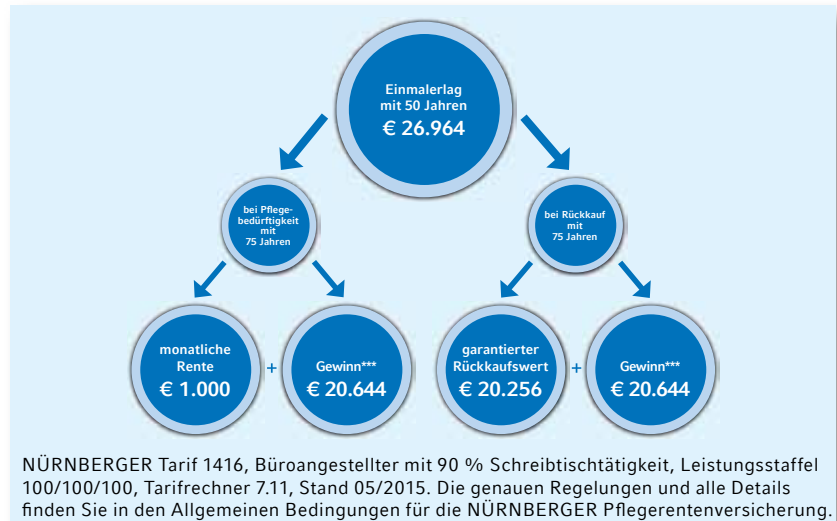 Einmalerlag
mit 50 Jahren
€ 26.964
bei Pflege-
bedürftigkeit
mit
75 Jahren
bei Rückkauf
mit
75 Jahren
monatliche
Rente
€ 1.000
+
Gewinn***
€ 20.644
garantierter
Rückkaufswert
€ 20.256
+
Gewinn***
€ 20.644
NÜRNBERGER Tarif 1416, Büroangestellter mit 90 % Schreibtischtätigkeit, Leistungsstaffel
100/100/100, Tarifrechner 7.11, Stand 05/2015. Die genauen Regelungen und alle Details
finden Sie in den Allgemeinen Bedingungen für die NÜRNBERGER Pflegerentenversicherung.